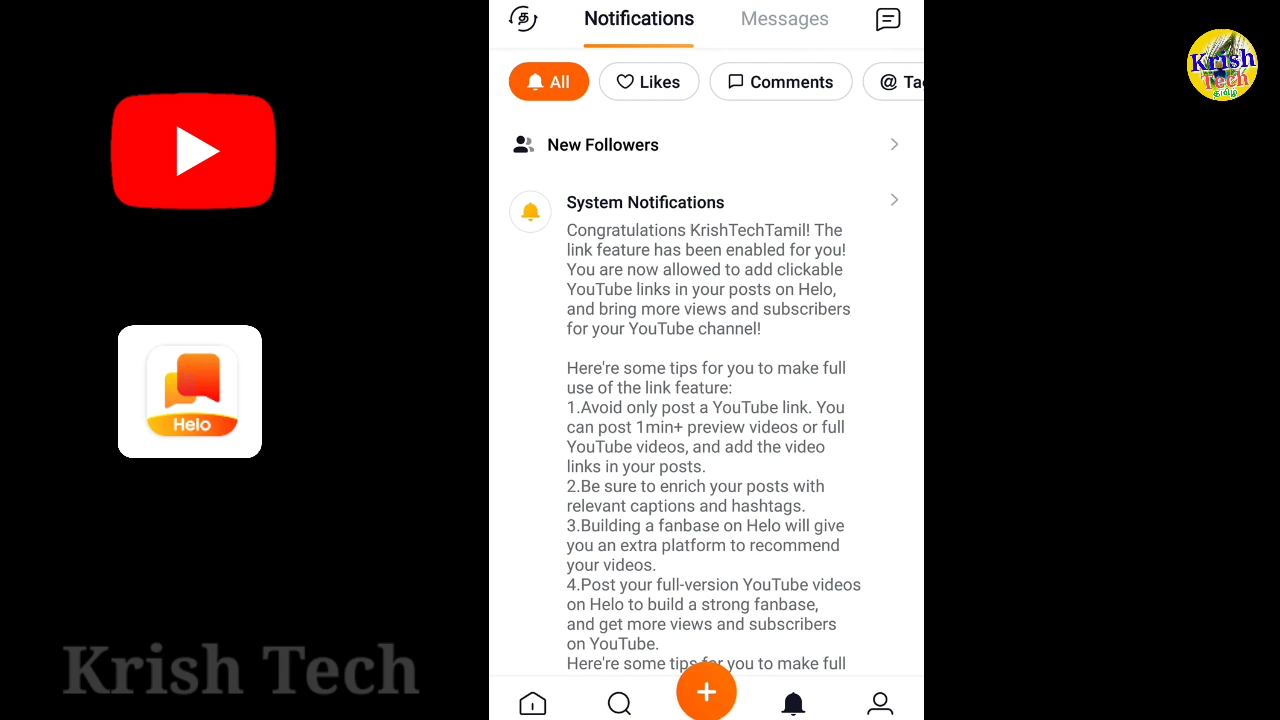 த
Notifications
Messages
All
Likes
Comments
New Followers
System Notifications
Congratulations KrishTechTamil! The
link feature has been enabled for you!
You are now allowed to add clickable
YouTube links in your posts on Helo,
and bring more views and subscribers
for your YouTube channel!
Here're some tips for you to make full
use of the link feature:
1.Avoid only post a YouTube link. You
can post 1min+ preview videos or full
YouTube videos, and add the video
links in your posts.
2.Be sure to enrich your posts with
relevant captions and hashtags.
3.Building a fanbase on Helo will give
you an extra platform to recommend
your videos.
4.Post your full-version YouTube videos
on Helo to build a strong fanbase,
and get more views and subscribers
on YouTube.
Here're some tips for you to make full
Helo
Krish Tech
Krish
Tech
தமிழ்